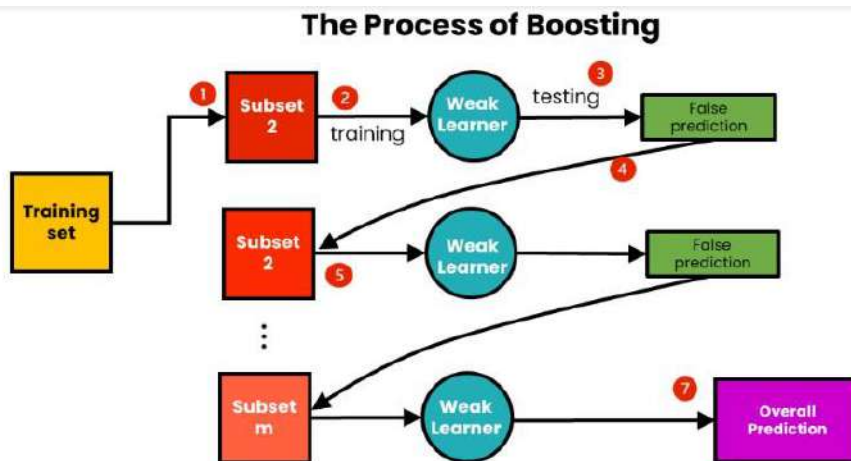 The Process of Boosting
1
Subset
2
2
training
Weak
Learner
3
testing
False
prediction
4
Training
set
Subset
2
5
Weak
Learner
False
prediction
Subset
m
Weak
Learner
7
Overall
Prediction